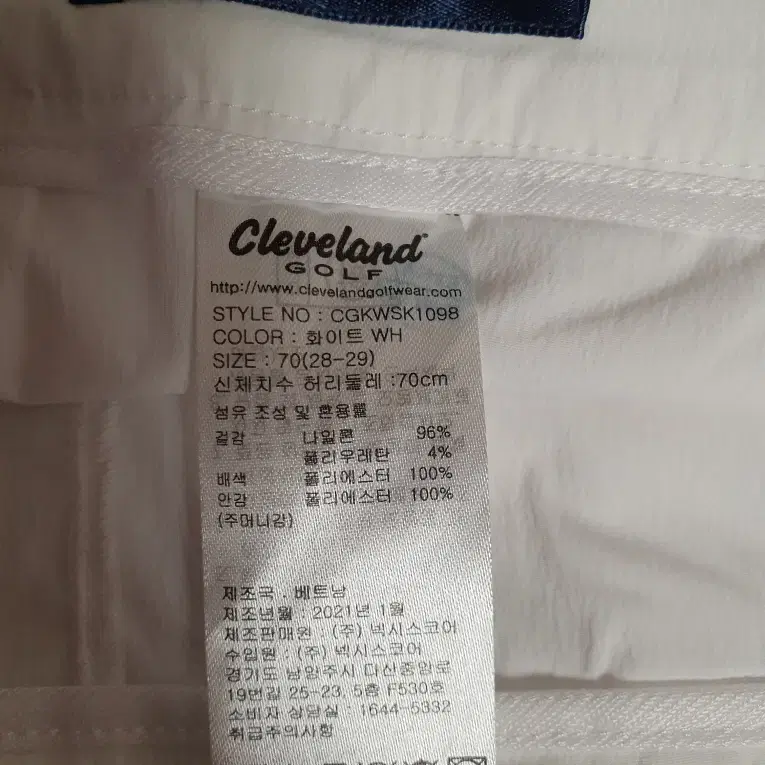 Cleveland
GOLF
http://www.clevelandgolfwear.com
STYLE NO : CGKWSK1098
COLOR : 화이트 WH
SIZE : 70(28-29)
신체치수 허리둘레 :70cm
섬유 조성 및 혼용률
겉감 나일론 96%
폴리우레탄 4%
배색 폴리에스터 100%
안감 폴리에스터 100%
(주머니감)
제조국 . 베트남
제조년월 : 2021년 1월
제조판매원 : (주) 넥시스코어
수입원 : (주) 넥시스코어
경기도 남양주시 다산중앙로
19번길 25-23, 5층 F530호
소비자 상담실 : 1644-5332
취급주의사항